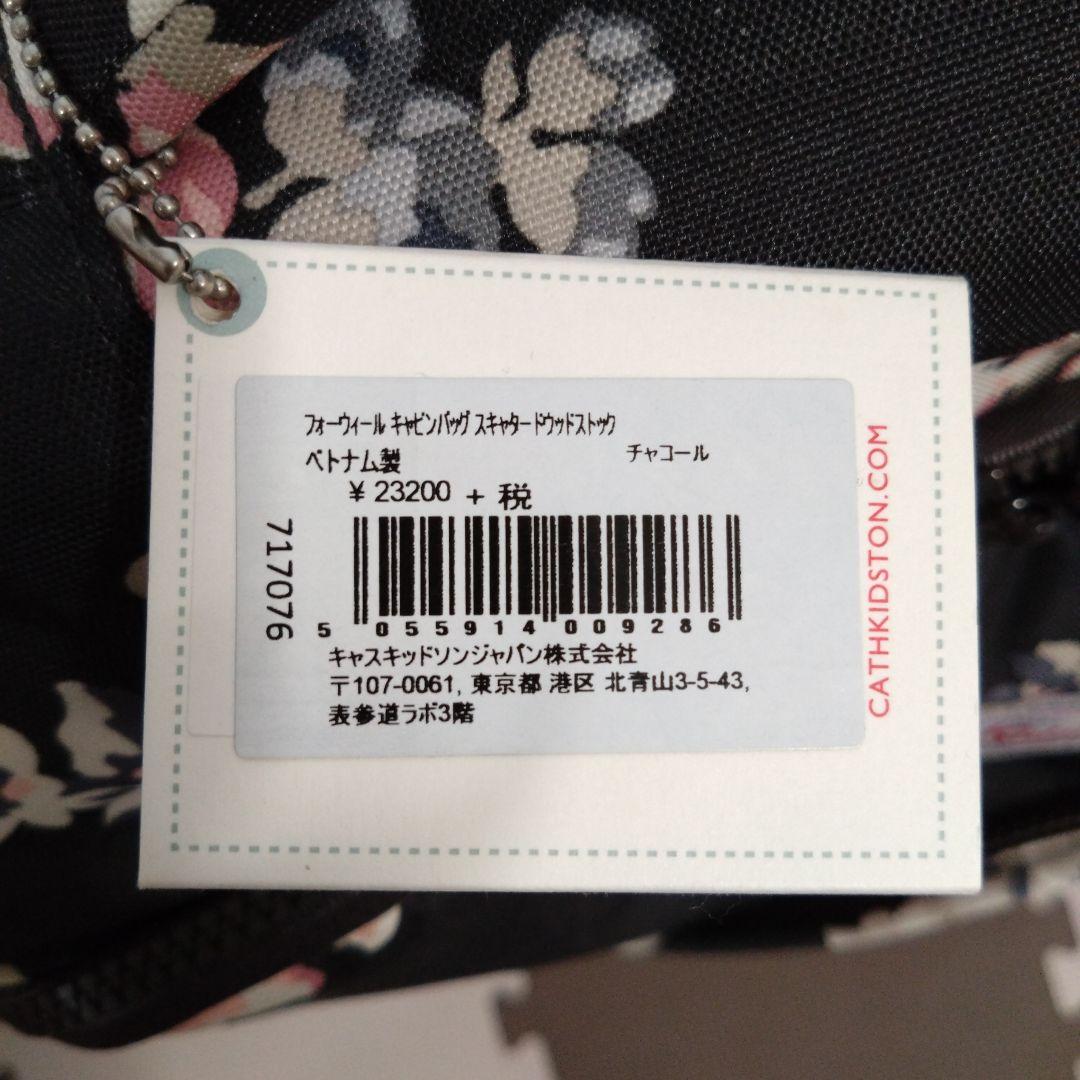 フォーウィール キャビンバッグ スキャタードウッドストック
チャコール
ベトナム製
¥ 23200 + 税
717076
5 055914 009286
キャスキッドソンジャパン株式会社
〒107-0061, 東京都 港区 北青山3-5-43,
表参道ラボ3階
CATHKIDSTON.COM